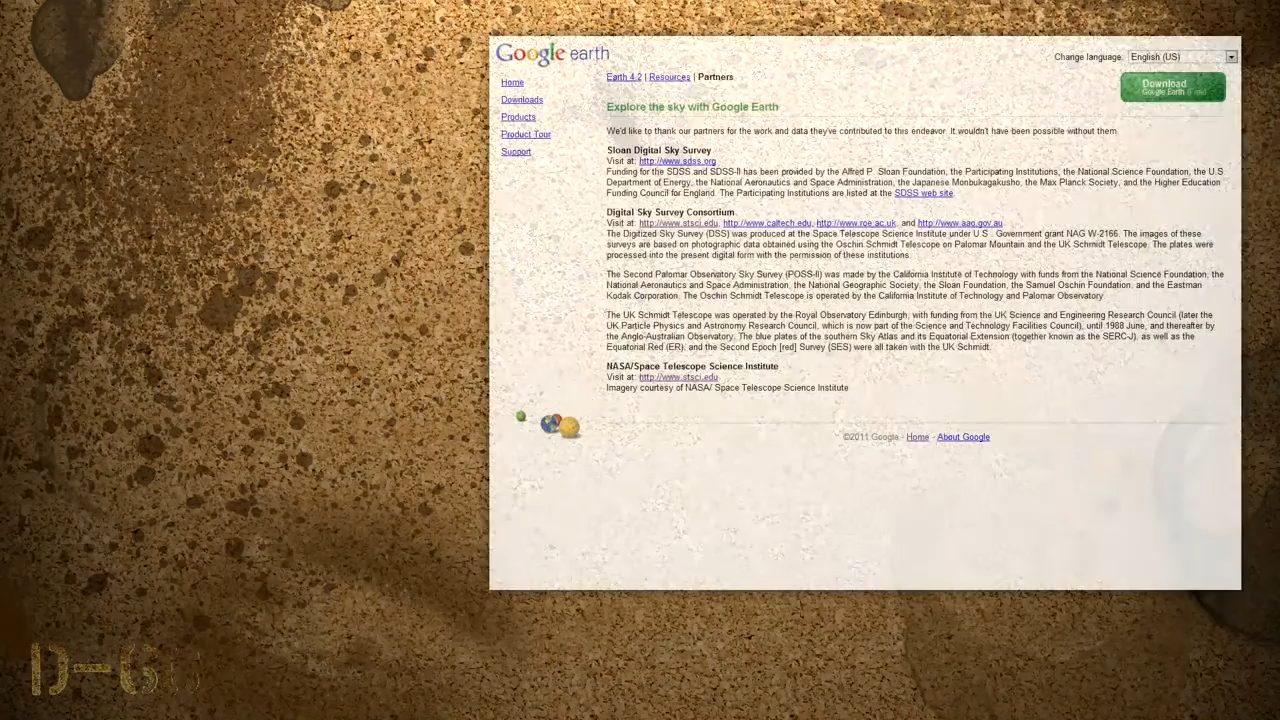 Google earth
Change language: English (US)
Home
Downloads
Products
Product Tour
Support
Earth 4.2 | Resources | Partners
Download
Google Earth (Free)
Explore the sky with Google Earth
We'd like to thank our partners for the work and data they've contributed to this endeavor. It wouldn't have been possible without them.
Sloan Digital Sky Survey
Visit at: http://www.sdss.org
Funding for the SDSS and SDSS-II has been provided by the Alfred P. Sloan Foundation, the Participating Institutions, the National Science Foundation, the U.S.
Department of Energy, the National Aeronautics and Space Administration, the Japanese Monbukagakusho, the Max Planck Society, and the Higher Education
Funding Council for England. The Participating Institutions are listed at the SDSS web site.
Digital Sky Survey Consortium
Visit at: http://www.stsci.edu, http://www.caltech.edu, http://www.roe.ac.uk, and http://www.aao.gov.au
The Digitized Sky Survey (DSS) was produced at the Space Telescope Science Institute under U.S. Government grant NAG W-2166. The images of these
surveys are based on photographic data obtained using the Oschin Schmidt Telescope on Palomar Mountain and the UK Schmidt Telescope. The plates were
processed into the present digital form with the permission of these institutions.
The Second Palomar Observatory Sky Survey (POSS-II) was made by the California Institute of Technology with funds from the National Science Foundation, the
National Aeronautics and Space Administration, the National Geographic Society, the Sloan Foundation, the Samuel Oschin Foundation, and the Eastman
Kodak Corporation. The Oschin Schmidt Telescope is operated by the California Institute of Technology and Palomar Observatory.
The UK Schmidt Telescope was operated by the Royal Observatory Edinburgh, with funding from the UK Science and Engineering Research Council (later the
UK Particle Physics and Astronomy Research Council, which is now part of the Science and Technology Facilities Council), until 1988 June, and thereafter by
the Anglo-Australian Observatory. The blue plates of the southern Sky Atlas and its Equatorial Extension (together known as the SERC-J), as well as the
Equatorial Red (ER), and the Second Epoch [red] Survey (SES) were all taken with the UK Schmidt.
NASA/Space Telescope Science Institute
Visit at: http://www.stsci.edu
Imagery courtesy of NASA/ Space Telescope Science Institute
©2011 Google - Home - About Google